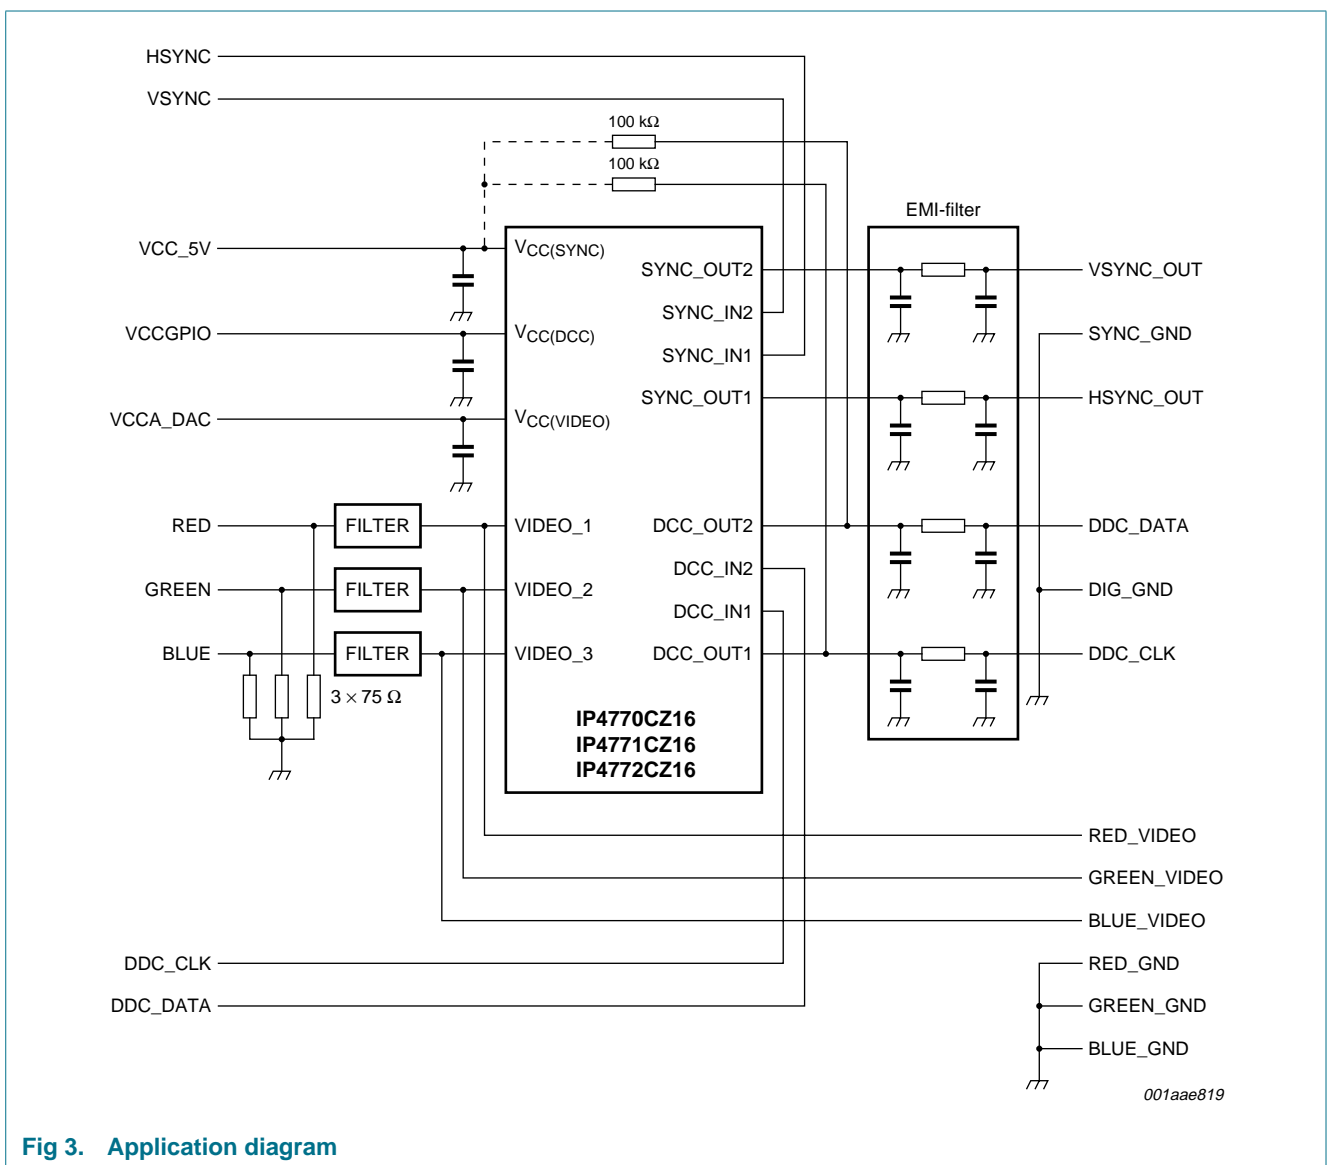 HSYNC
VSYNC
100 kΩ
100 kΩ
EMI-filter
VCC_5V
VCC(SYNC)
SYNC_OUT2
VSYNC_OUT
SYNC_IN2
VCCGPIO
VCC(DCC)
SYNC_GND
SYNC_IN1
VCCA_DAC
VCC(VIDEO)
SYNC_OUT1
HSYNC_OUT
RED
FILTER
VIDEO_1
DCC_OUT2
DDC_DATA
DCC_IN2
GREEN
FILTER
VIDEO_2
DIG_GND
DCC_IN1
BLUE
FILTER
VIDEO_3
DCC_OUT1
DDC_CLK
3 × 75 Ω
IP4770CZ16
IP4771CZ16
IP4772CZ16
RED_VIDEO
GREEN_VIDEO
BLUE_VIDEO
DDC_CLK
RED_GND
DDC_DATA
GREEN_GND
BLUE_GND
001aae819
Fig 3. Application diagram